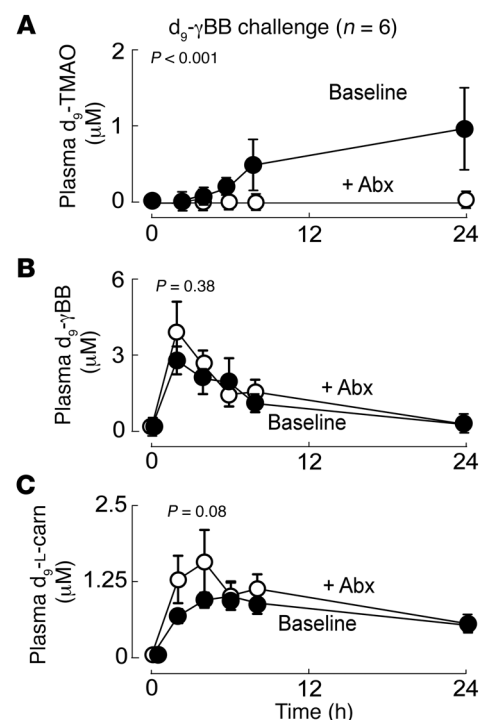 A
d₉-γBB challenge (n = 6)
P < 0.001
Plasma d₉-TMAO
(μM)
2
1
0
Baseline
+ Abx
0
12
24
B
P = 0.38
Plasma d₉-γBB
(μM)
6
3
0
+ Abx
Baseline
0
12
24
C
P = 0.08
Plasma d₉-L-carn
(μM)
2.5
1.25
0
+ Abx
Baseline
0
12
24
Time (h)